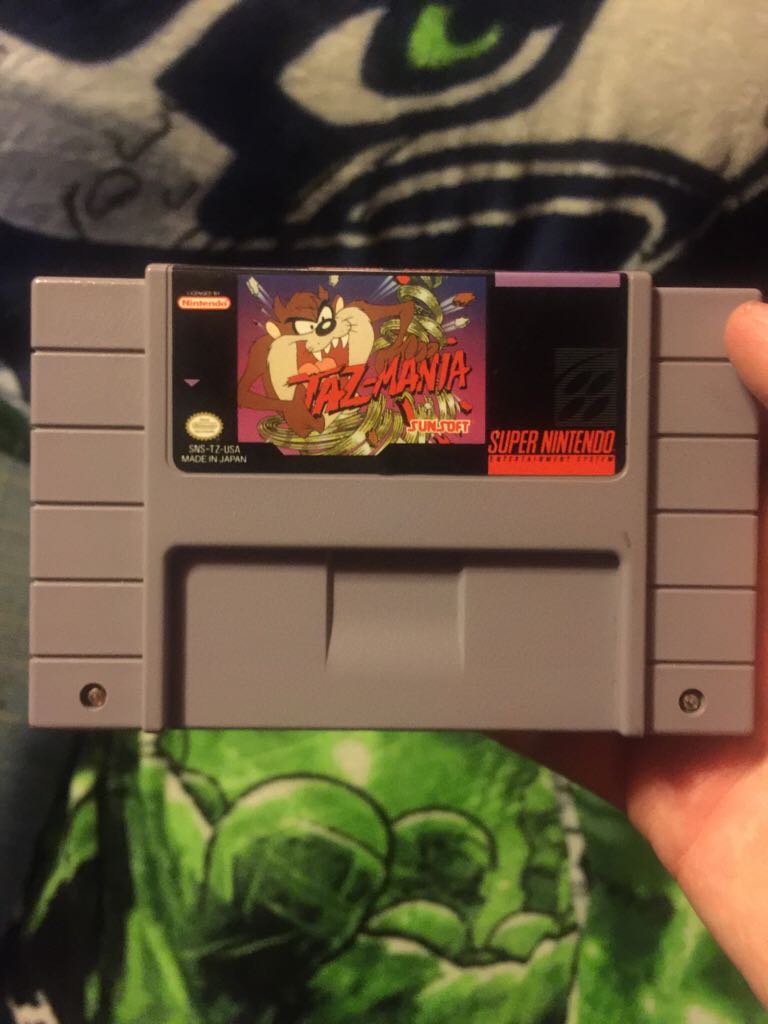 LICENSED BY
Nintendo
TAZ-MANIA
SUNSOFT
SNS-TZ-USA
MADE IN JAPAN
SUPER NINTENDO
ENTERTAINMENT SYSTEM